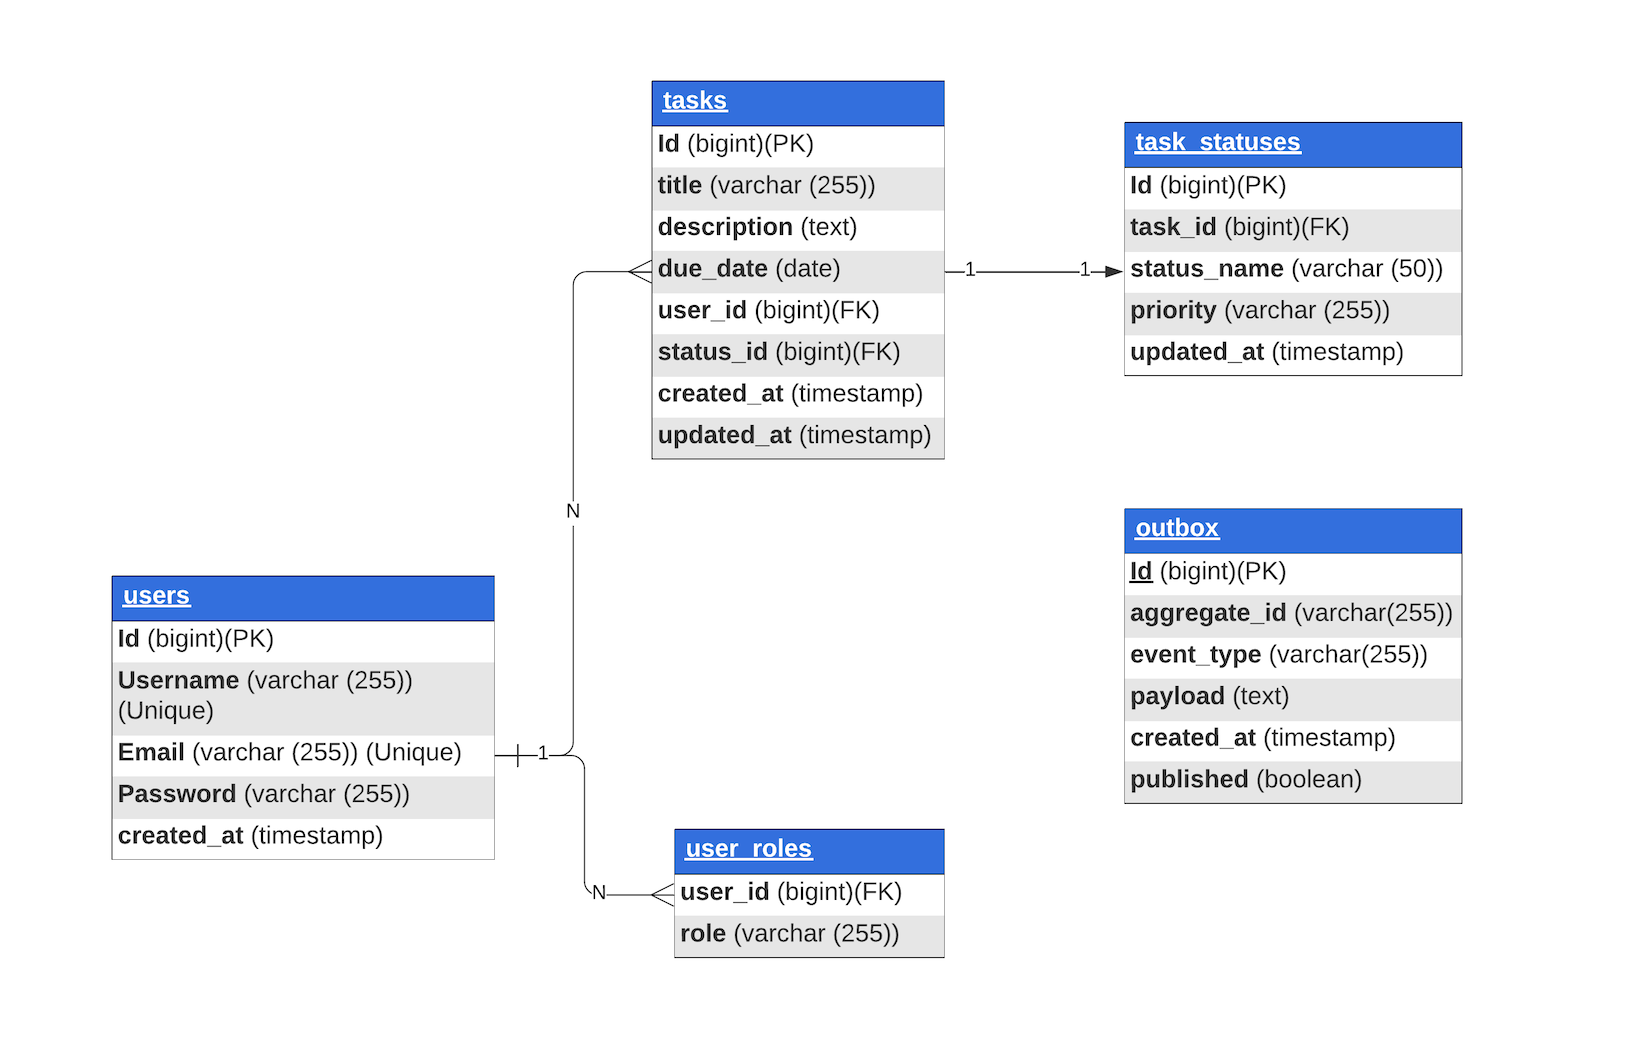 tasks
Id (bigint)(PK)
title (varchar (255))
description (text)
due_date (date)
user_id (bigint)(FK)
status_id (bigint)(FK)
created_at (timestamp)
updated_at (timestamp)
1
1
task_statuses
Id (bigint)(PK)
task_id (bigint)(FK)
status_name (varchar (50))
priority (varchar (255))
updated_at (timestamp)
N
outbox
Id (bigint)(PK)
aggregate_id (varchar(255))
event_type (varchar(255))
payload (text)
created_at (timestamp)
published (boolean)
users
Id (bigint)(PK)
Username (varchar (255))
(Unique)
Email (varchar (255)) (Unique)
Password (varchar (255))
created_at (timestamp)
1
N
user_roles
user_id (bigint)(FK)
role (varchar (255))